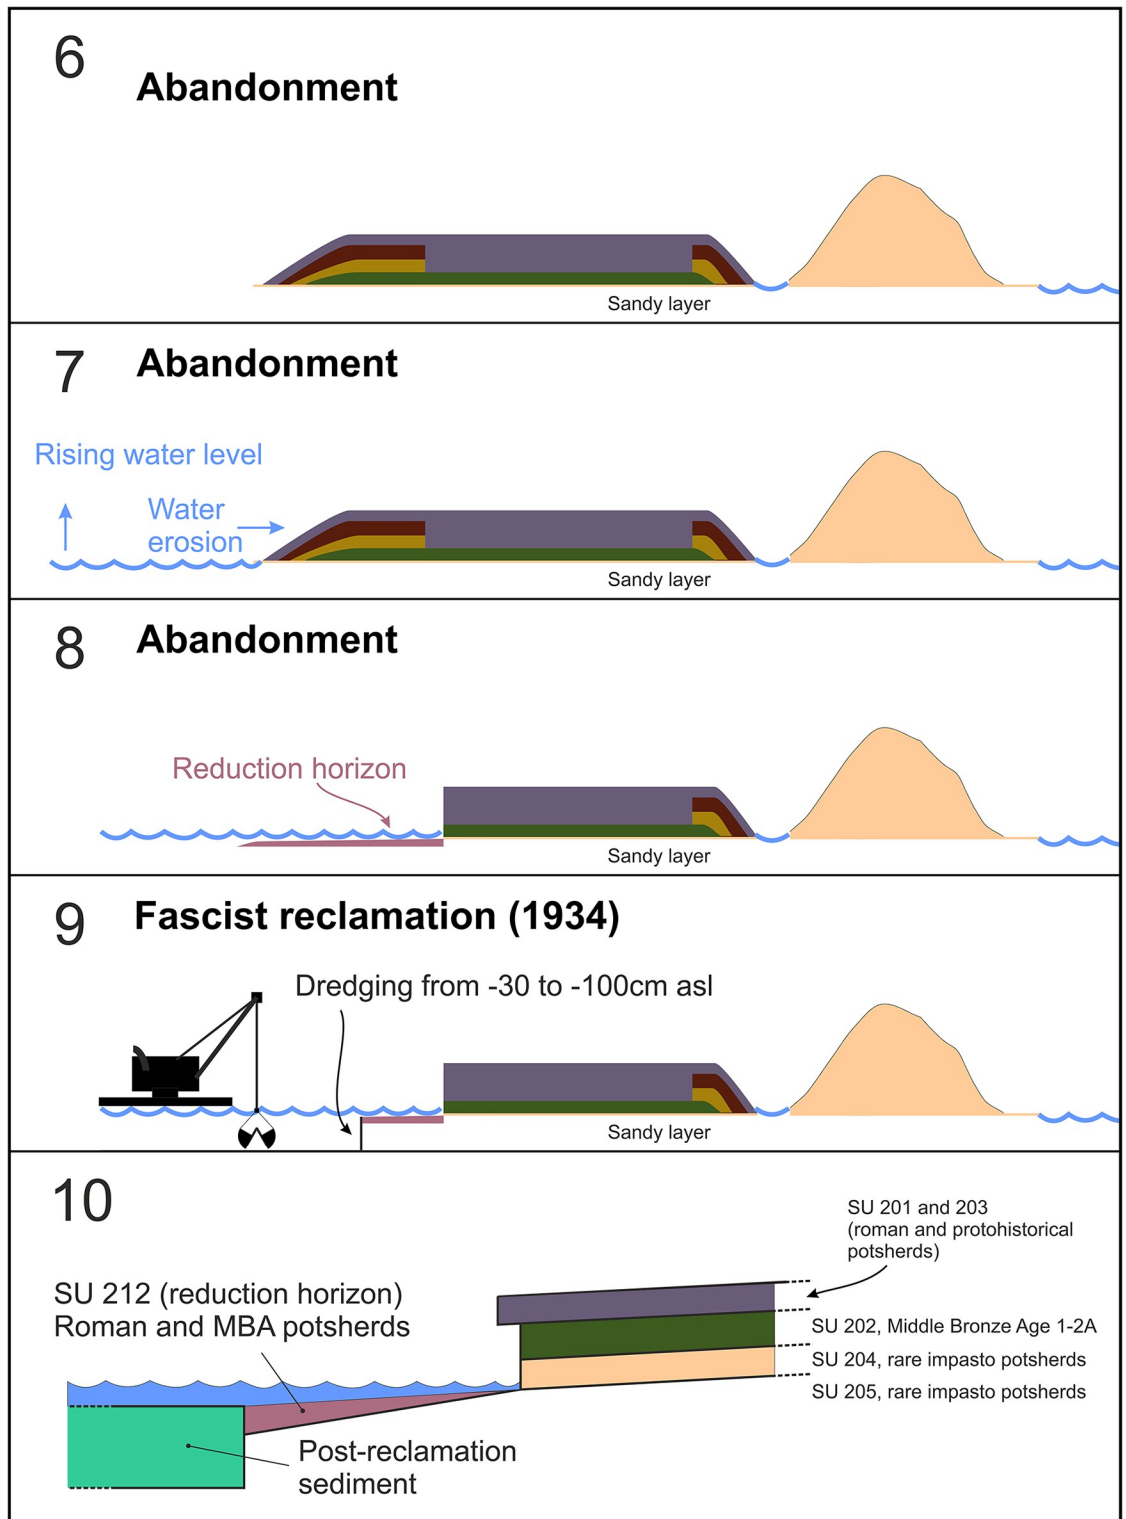 6
Abandonment
Sandy layer
7
Abandonment
Rising water level
Water
erosion
Sandy layer
8
Abandonment
Reduction horizon
Sandy layer
9
Fascist reclamation (1934)
Dredging from -30 to -100cm asl
Sandy layer
10
SU 201 and 203
(roman and protohistorical
potsherds)
SU 212 (reduction horizon)
Roman and MBA potsherds
SU 202, Middle Bronze Age 1-2A
SU 204, rare impasto potsherds
SU 205, rare impasto potsherds
Post-reclamation
sediment